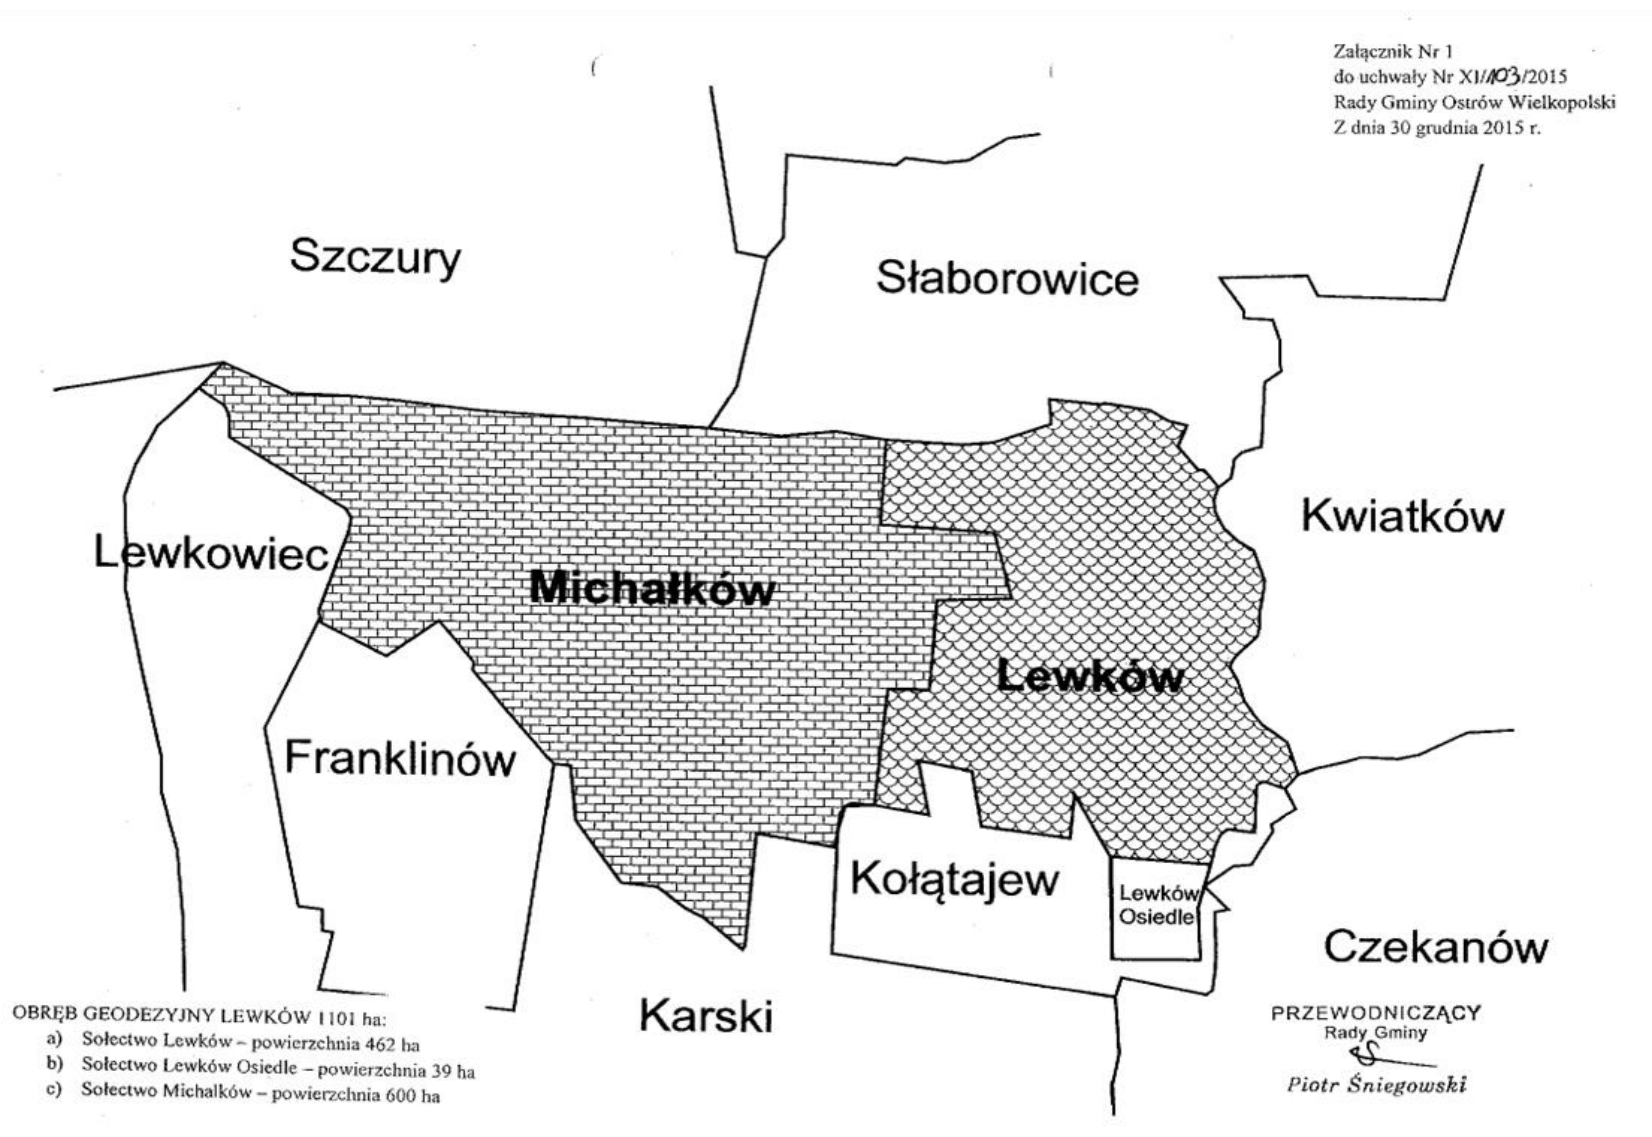 Załącznik Nr 1
do uchwały Nr XI/103/2015
Rady Gminy Ostrów Wielkopolski
Z dnia 30 grudnia 2015 r.
Szczury
Słaborowice
Kwiatków
Lewkowiec
Michałków
Lewków
Franklinów
Kołątajew
Lewków
Osiedle
Czekanów
Karski
OBRĘB GEODEZYJNY LEWKÓW 1101 ha:
a) Sołectwo Lewków – powierzchnia 462 ha
b) Sołectwo Lewków Osiedle – powierzchnia 39 ha
c) Sołectwo Michalków – powierzchnia 600 ha
PRZEWODNICZĄCY
Rady Gminy
Piotr Śniegowski